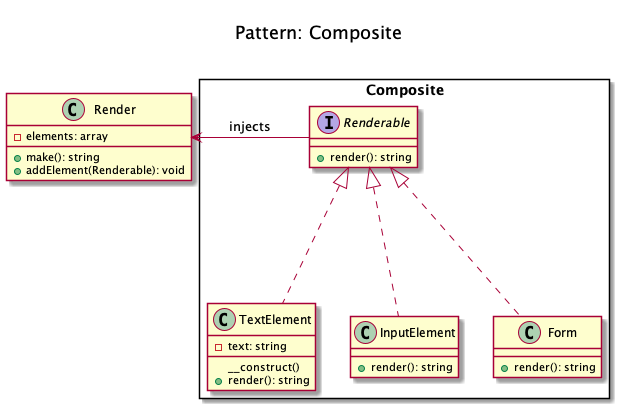 Pattern: Composite
Composite
C Render
elements: array
make(): string
addElement(Renderable): void
injects
I Renderable
render(): string
C TextElement
text: string
__construct()
render(): string
C InputElement
render(): string
C Form
render(): string